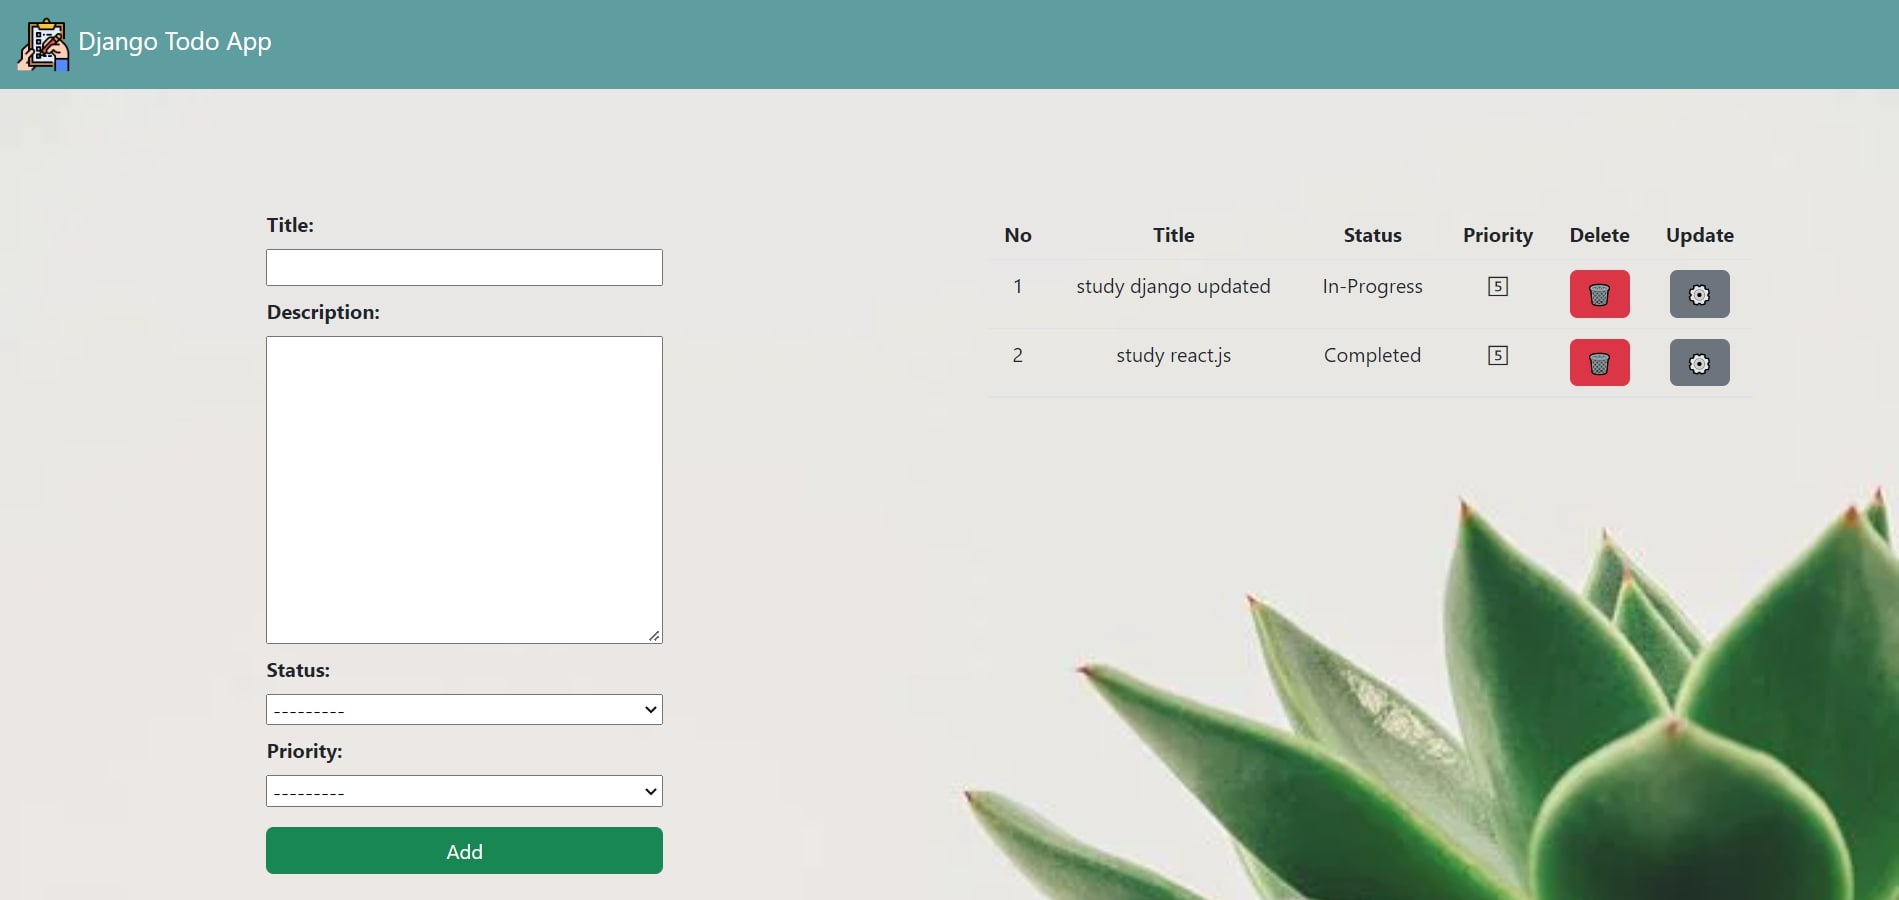 Django Todo App
Title:
Description:
Status:
---------
Priority:
---------
Add
No Title Status Priority Delete Update
1 study django updated In-Progress 5
2 study react.js Completed 5